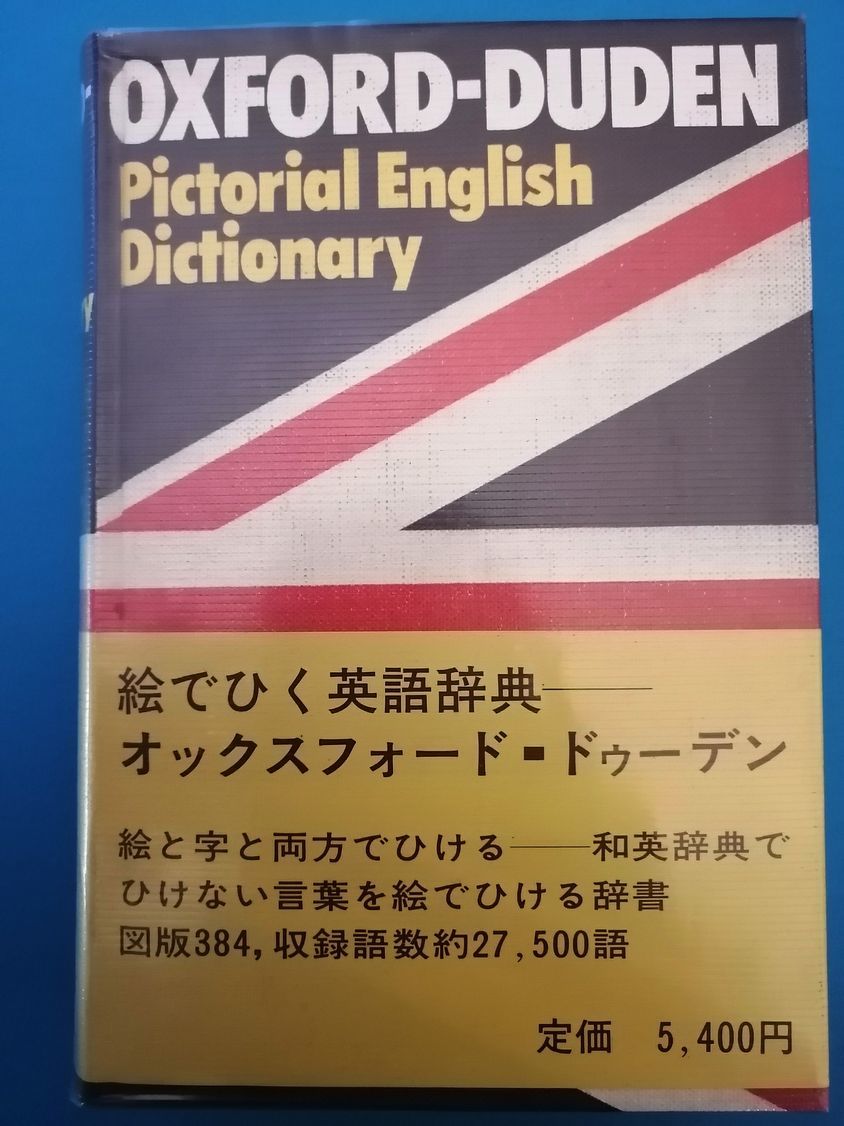 OXFORD-DUDEN
Pictorial English
Dictionary
絵でひく英語辞典――
オックスフォード=ドゥーデン
絵と字と両方でひける――和英辞典で
ひけない言葉を絵でひける辞書
図版384,収録語数約27,500語
定価 5,400円